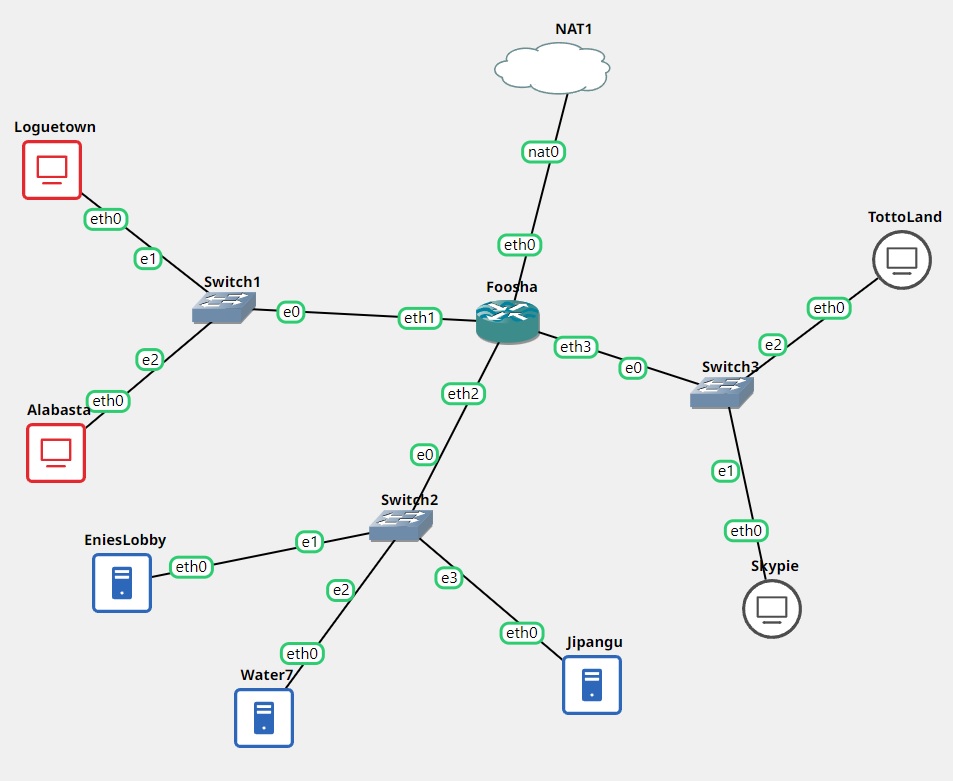 NAT1
nat0
Loguetown
eth0
e1
TottoLand
eth0
Switch1
e0
eth1
Foosha
eth0
eth3
e0
e2
Switch3
e2
eth0
Alabasta
eth2
e0
e1
Switch2
eth0
Skypie
EniesLobby
eth0
e1
e2
e3
eth0
Water7
eth0
Jipangu